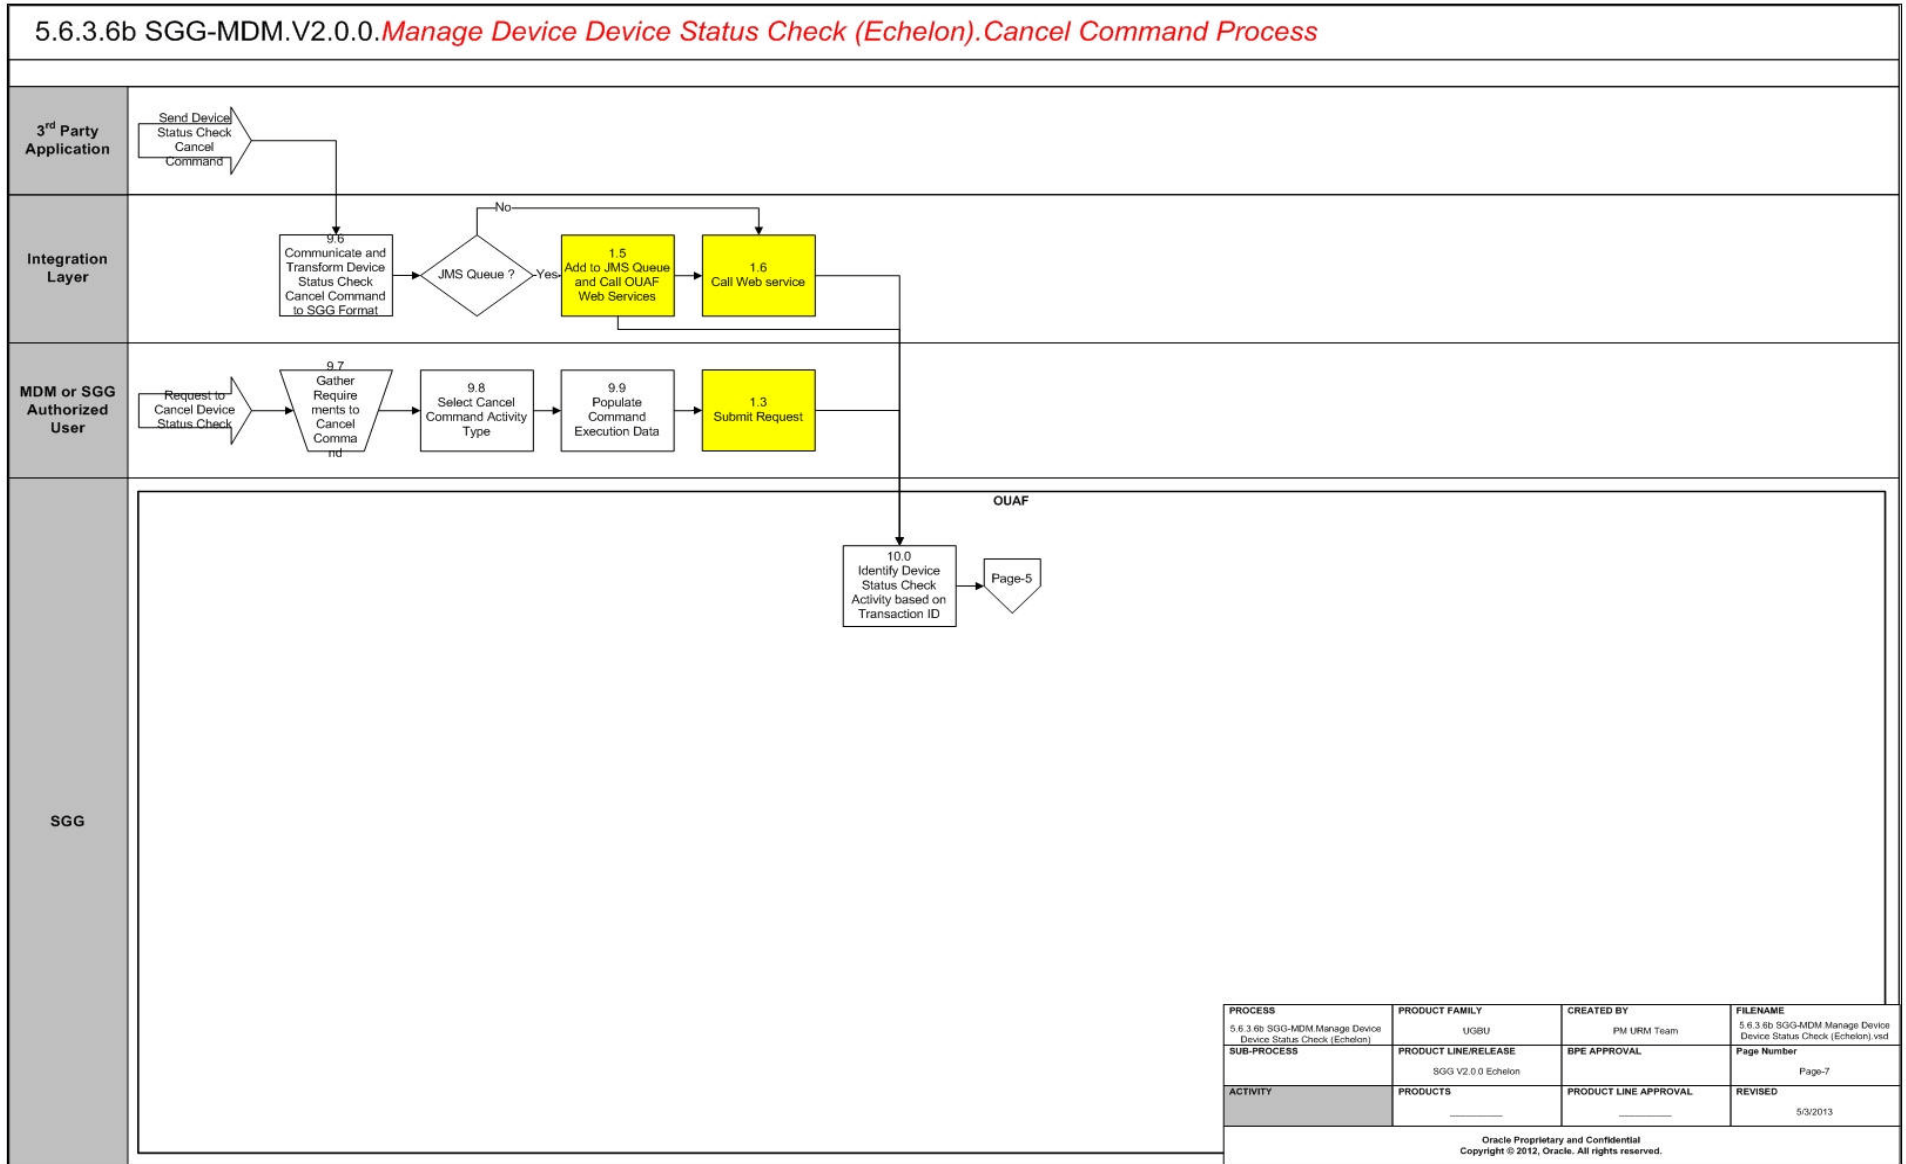 5.6.3.6b SGG-MDM.V2.0.0.Manage Device Device Status Check (Echelon).Cancel Command Process
3rd Party
Application
Send Device
Status Check
Cancel
Command
Integration
Layer
9.6
Communicate and
Transform Device
Status Check
Cancel Command
to SGG Format
JMS Queue ?
No
Yes
1.5
Add to JMS Queue
and Call OUAF
Web Services
1.6
Call Web service
MDM or SGG
Authorized
User
Request to
Cancel Device
Status Check
9.7
Gather
Require
ments to
Cancel
Comma
nd
9.8
Select Cancel
Command Activity
Type
9.9
Populate
Command
Execution Data
1.3
Submit Request
SGG
OUAF
10.0
Identify Device
Status Check
Activity based on
Transaction ID
Page-5
PROCESS
5.6.3.6b SGG-MDM.Manage Device
Device Status Check (Echelon)
PRODUCT FAMILY
UGBU
CREATED BY
PM URM Team
FILENAME
5.6.3.6b SGG-MDM.Manage Device
Device Status Check (Echelon).vsd
SUB-PROCESS
PRODUCT LINE/RELEASE
SGG V2.0.0 Echelon
BPE APPROVAL
Page Number
Page-7
ACTIVITY
PRODUCTS
PRODUCT LINE APPROVAL
REVISED
5/3/2013
Oracle Proprietary and Confidential
Copyright © 2012, Oracle. All rights reserved.